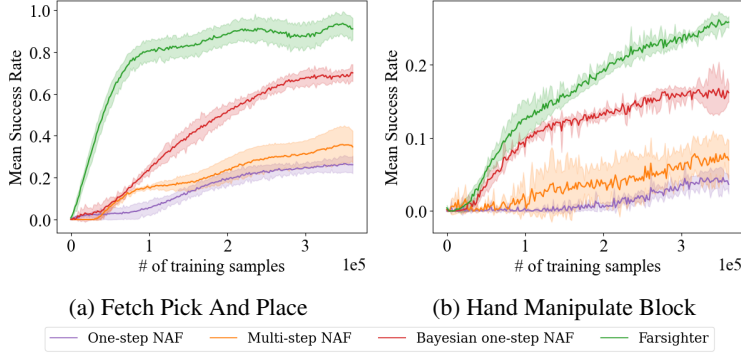 1.0
0.8
0.6
0.4
0.2
0.0
Mean Success Rate
0
1
2
3
1e5
# of training samples
(a) Fetch Pick And Place
0.2
0.1
0.0
Mean Success Rate
0
1
2
3
1e5
# of training samples
(b) Hand Manipulate Block
One-step NAF
Multi-step NAF
Bayesian one-step NAF
Farsighter